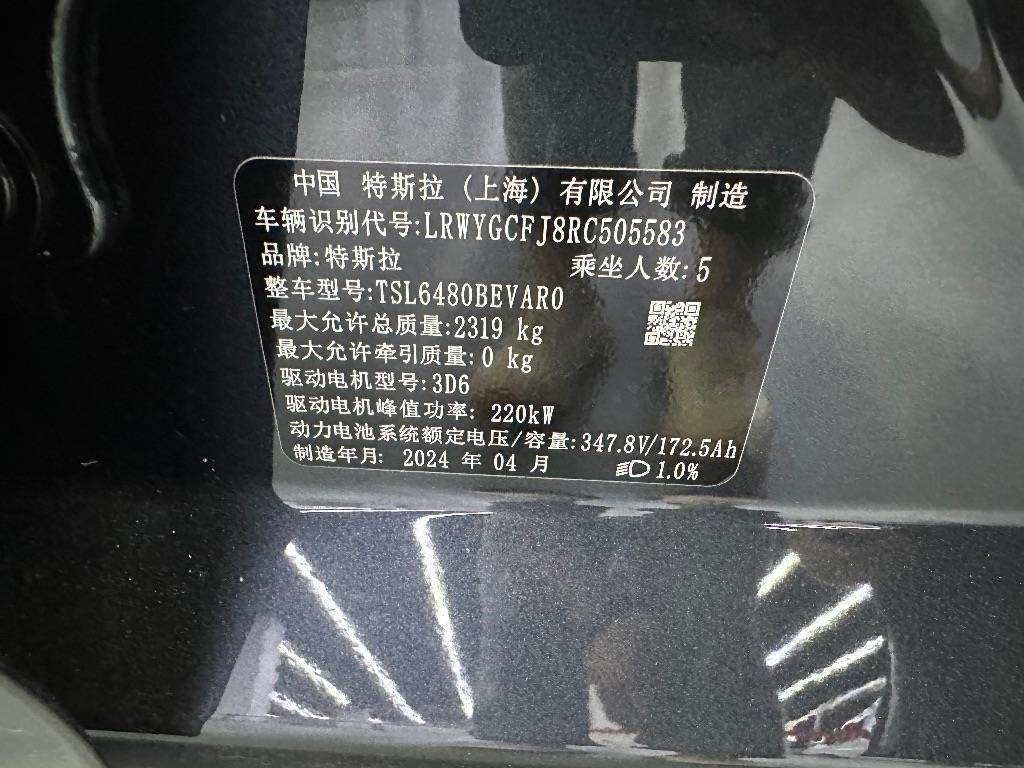 中国 特斯拉 (上海) 有限公司 制造
车辆识别代号:LRWYGCFJ8RC505583
品牌:特斯拉 乘坐人数:5
整车型号:TSL6480BEVAR0
最大允许总质量:2319 kg
最大允许牵引质量:0 kg
驱动电机型号:3D6
驱动电机峰值功率: 220kW
动力电池系统额定电压/容量:347.8V/172.5Ah
制造年月: 2024 年 04 月 1.0%